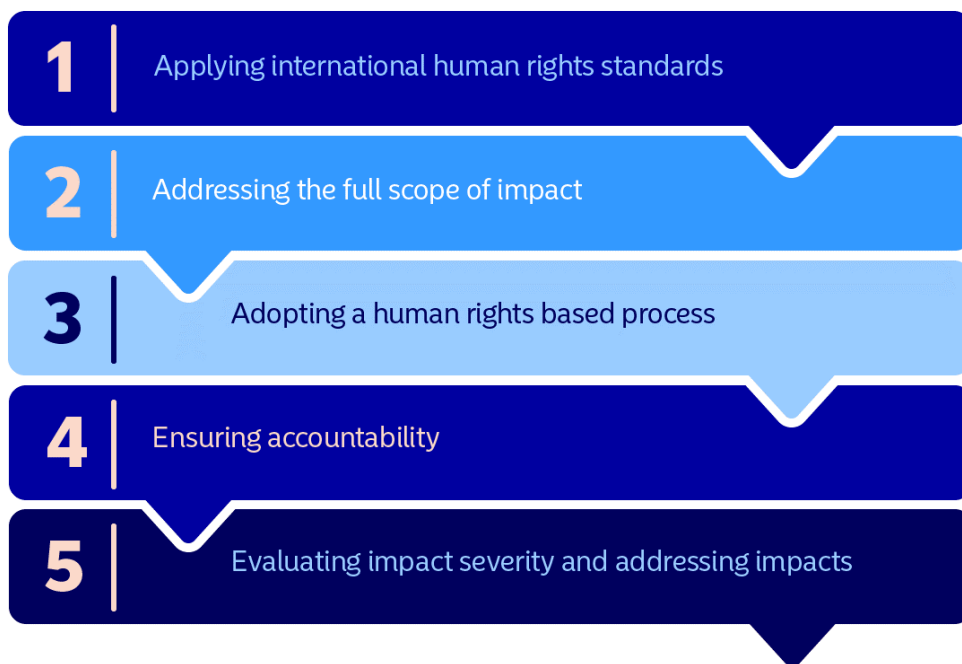 1 Applying international human rights standards
2 Addressing the full scope of impact
3 Adopting a human rights based process
4 Ensuring accountability
5 Evaluating impact severity and addressing impacts